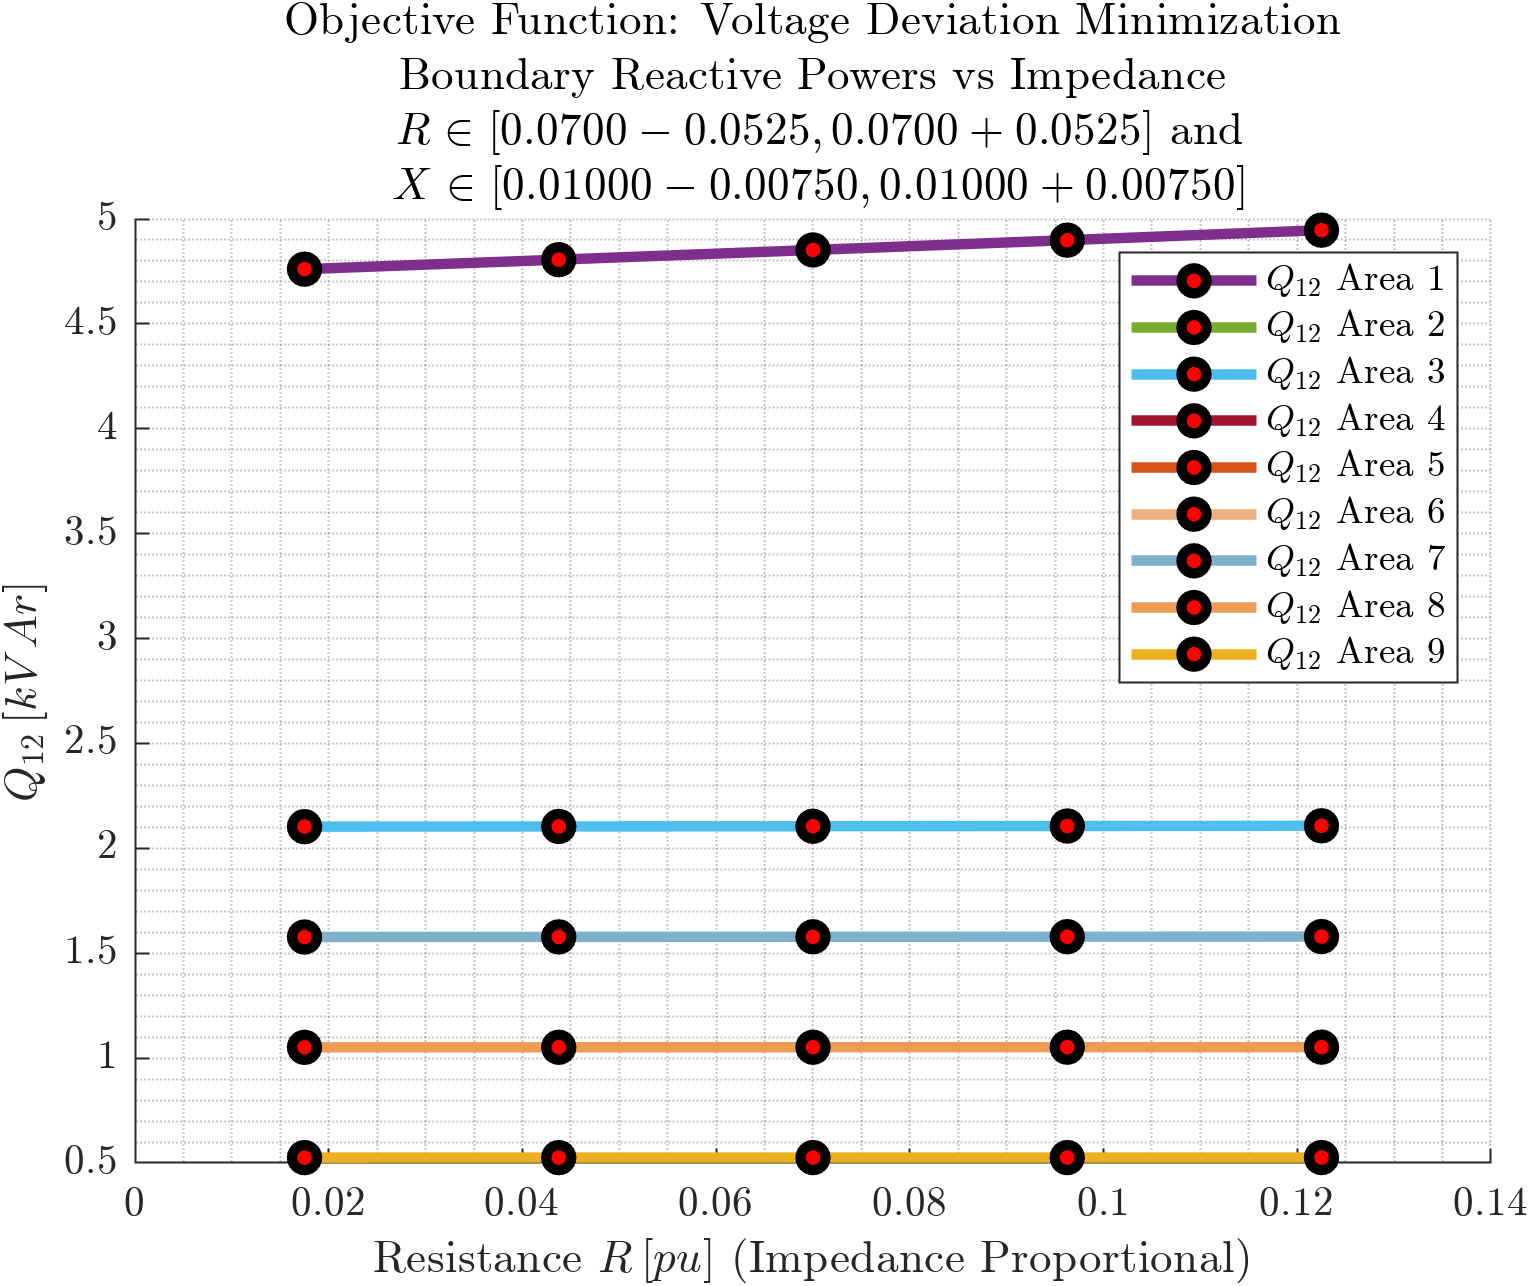 Objective Function: Voltage Deviation Minimization
Boundary Reactive Powers vs Impedance
R ∈ [0.0700 − 0.0525, 0.0700 + 0.0525] and
X ∈ [0.01000 − 0.00750, 0.01000 + 0.00750]
5
4.5
4
3.5
3
2.5
2
1.5
1
0.5
Q₁₂ [kV Ar]
Q₁₂ Area 1
Q₁₂ Area 2
Q₁₂ Area 3
Q₁₂ Area 4
Q₁₂ Area 5
Q₁₂ Area 6
Q₁₂ Area 7
Q₁₂ Area 8
Q₁₂ Area 9
0 0.02 0.04 0.06 0.08 0.1 0.12 0.14
Resistance R [pu] (Impedance Proportional)